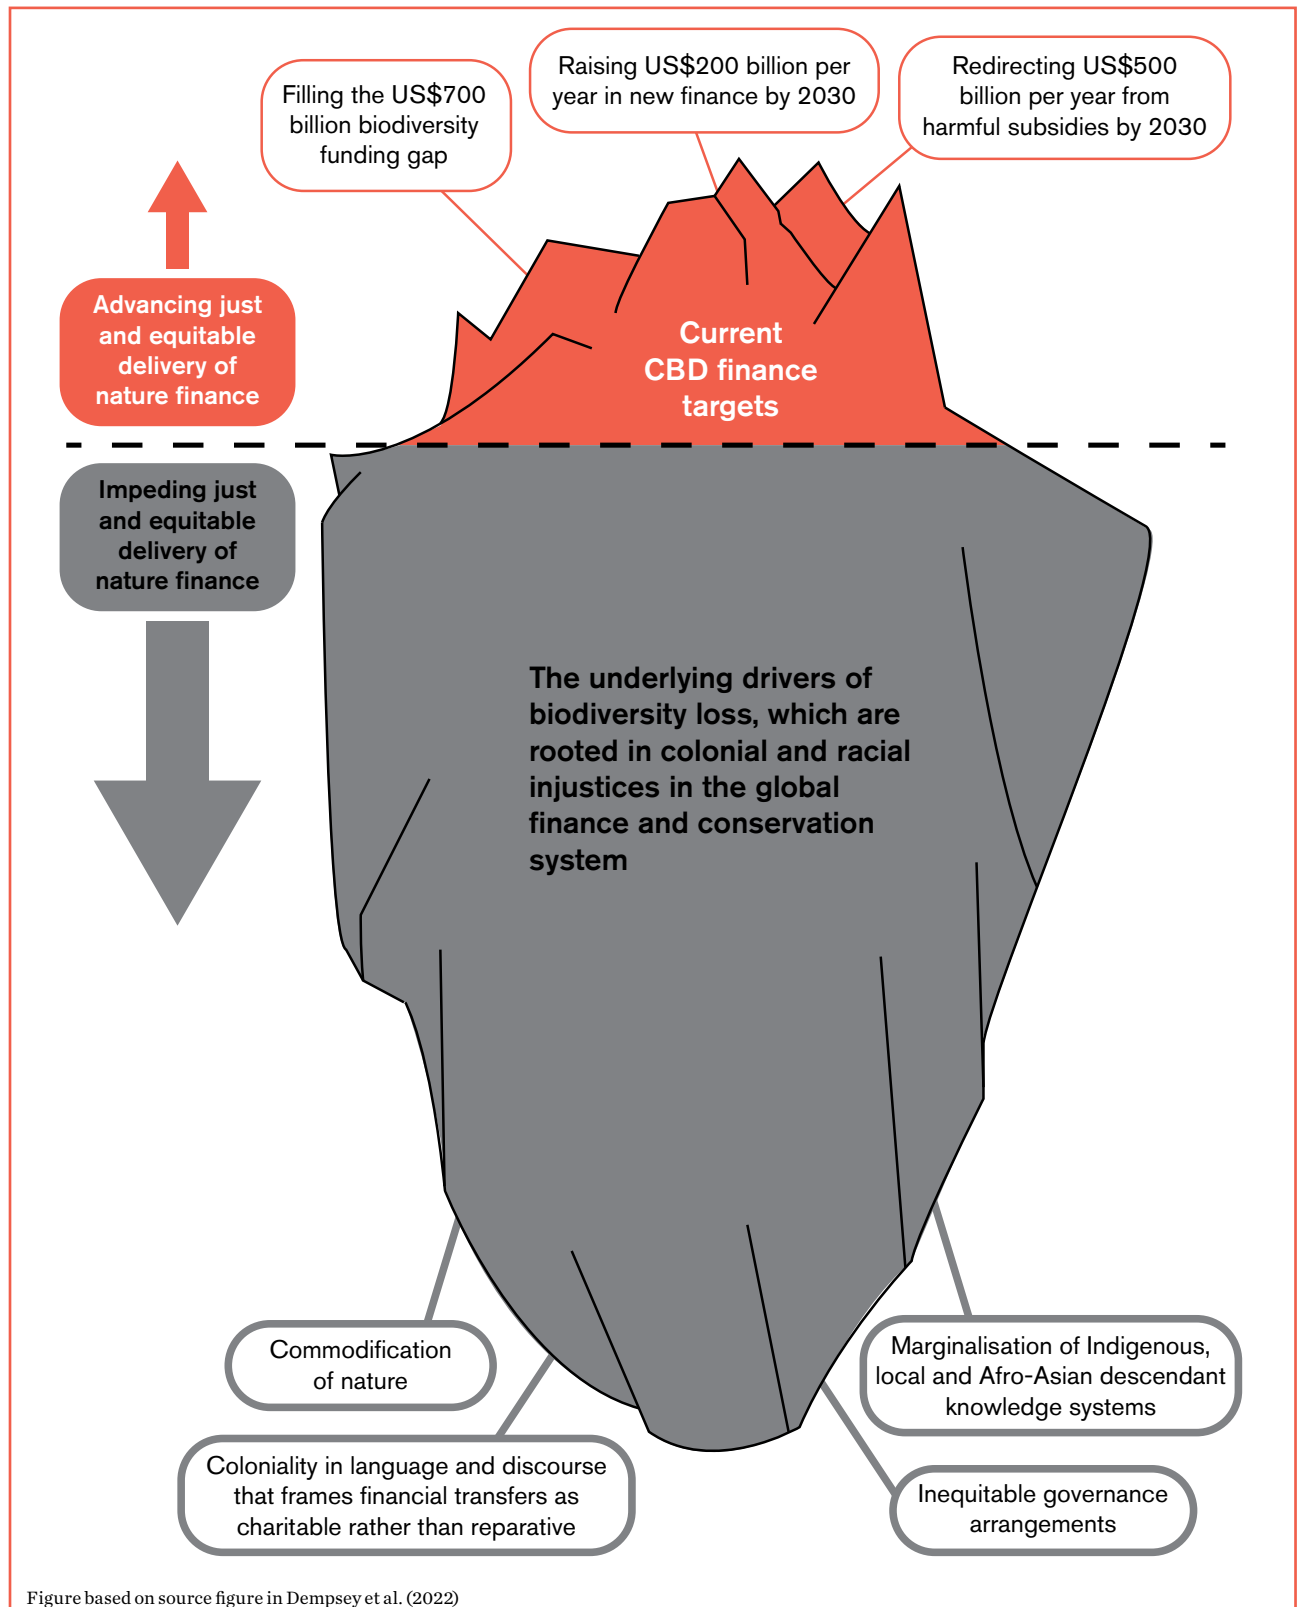 Filling the US$700
billion biodiversity
funding gap
Raising US$200 billion per
year in new finance by 2030
Redirecting US$500
billion per year from
harmful subsidies by 2030
Advancing just
and equitable
delivery of
nature finance
Current
CBD finance
targets
Impeding just
and equitable
delivery of
nature finance
The underlying drivers of
biodiversity loss, which are
rooted in colonial and racial
injustices in the global
finance and conservation
system
Commodification
of nature
Coloniality in language and discourse
that frames financial transfers as
charitable rather than reparative
Marginalisation of Indigenous,
local and Afro-Asian descendant
knowledge systems
Inequitable governance
arrangements
Figure based on source figure in Dempsey et al. (2022)